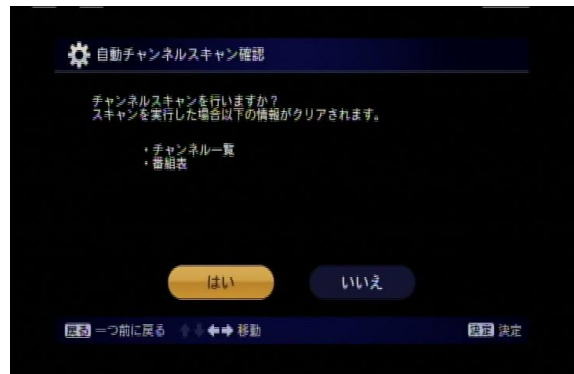 自動チャンネルスキャン確認
チャンネルスキャンを行いますか？
スキャンを実行した場合以下の情報がクリアされます。
・チャンネル一覧
・番組表
はい
いいえ
戻る 一つ前に戻る 移動
決定 決定